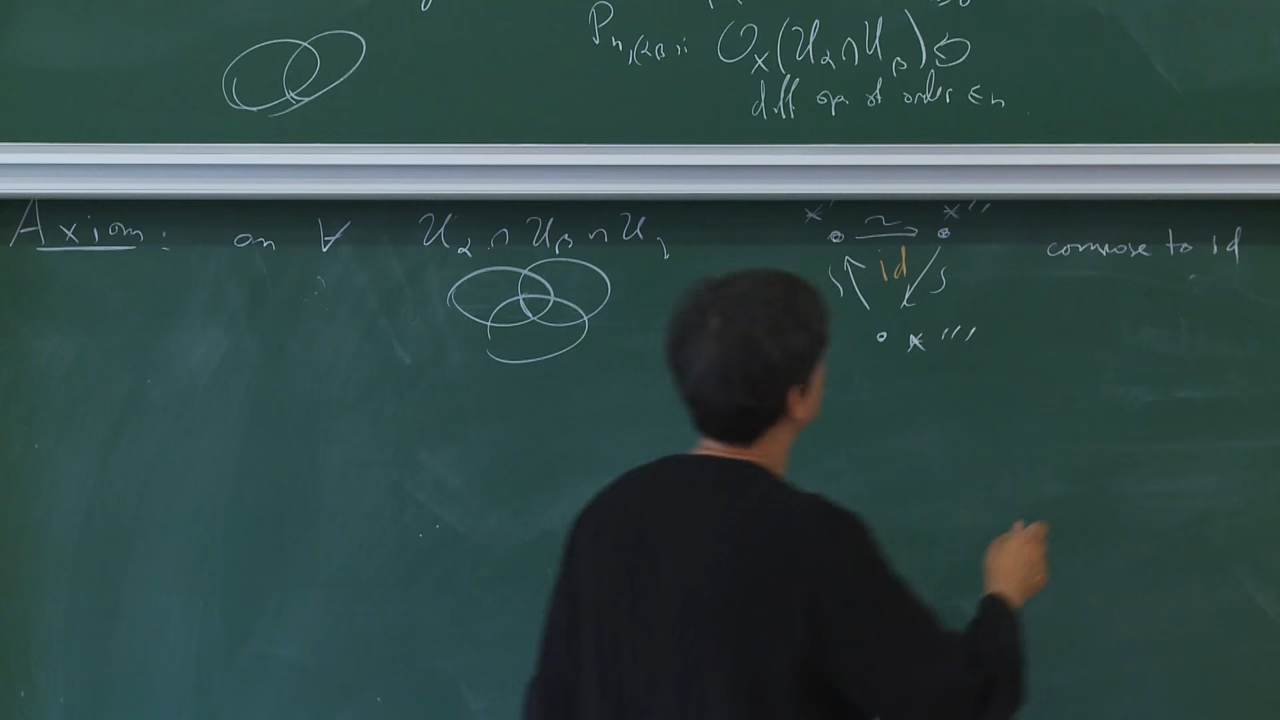 P_{n,(αβ)}: O_X(U_α ∩ U_β)
diff op. of order ≤ n
Axiom: on ∀ U_α ∩ U_β ∩ U_γ
x' ~ x''
id
x'''
compose to id